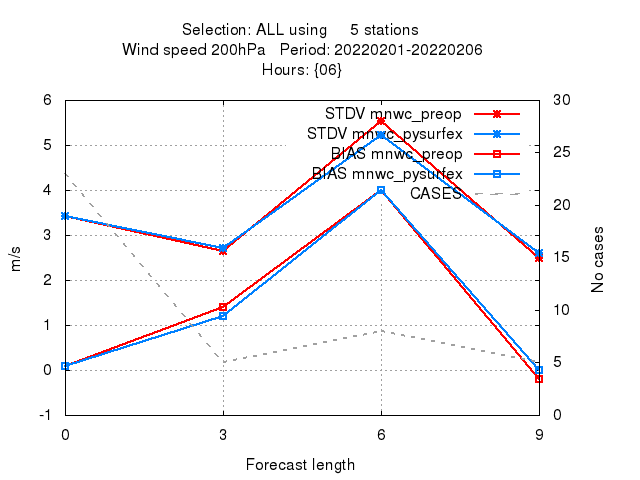 Selection: ALL using     5 stations
Wind speed 200hPa   Period: 20220201-20220206
Hours: {06}
STDV mnwc_preop
STDV mnwc_pysurfex
BIAS mnwc_preop
BIAS mnwc_pysurfex
CASES
6
5
4
3
2
1
0
-1
m/s
30
25
20
15
10
5
0
No cases
0
3
6
9
Forecast length